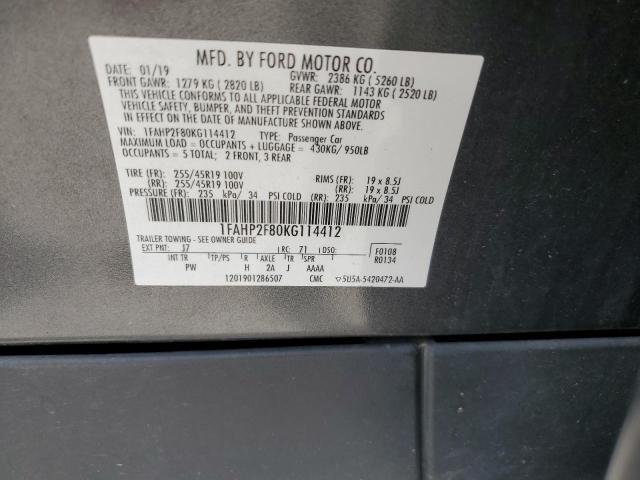 MFD. BY FORD MOTOR CO.
DATE: 01/19 GVWR: 2386 KG ( 5260 LB)
FRONT GAWR: 1279 KG ( 2820 LB) REAR GAWR: 1143 KG ( 2520 LB)
THIS VEHICLE CONFORMS TO ALL APPLICABLE FEDERAL MOTOR
VEHICLE SAFETY, BUMPER, AND THEFT PREVENTION STANDARDS
IN EFFECT ON THE DATE OF MANUFACTURE SHOWN ABOVE.
VIN: 1FAHP2F80KG114412 TYPE: Passenger Car
MAXIMUM LOAD = OCCUPANTS + LUGGAGE = 430KG/ 950LB
OCCUPANTS = 5 TOTAL; 2 FRONT, 3 REAR
TIRE (FR): 255/45R19 100V RIMS (FR): 19 x 8.5J
(RR): 255/45R19 100V (RR): 19 x 8.5J
PRESSURE (FR): 235 kPa/ 34 PSI COLD (RR): 235 kPa/ 34 PSI COLD
1FAHP2F80KG114412
TRAILER TOWING - SEE OWNER GUIDE
EXT PNT: J7 RC: 71 DSO: F0108
INT TR TP/PS R AXLE TR SPR R0134
PW H 2A J AAAA
1201901286507 CMC ▽5U5A-5420472-AA